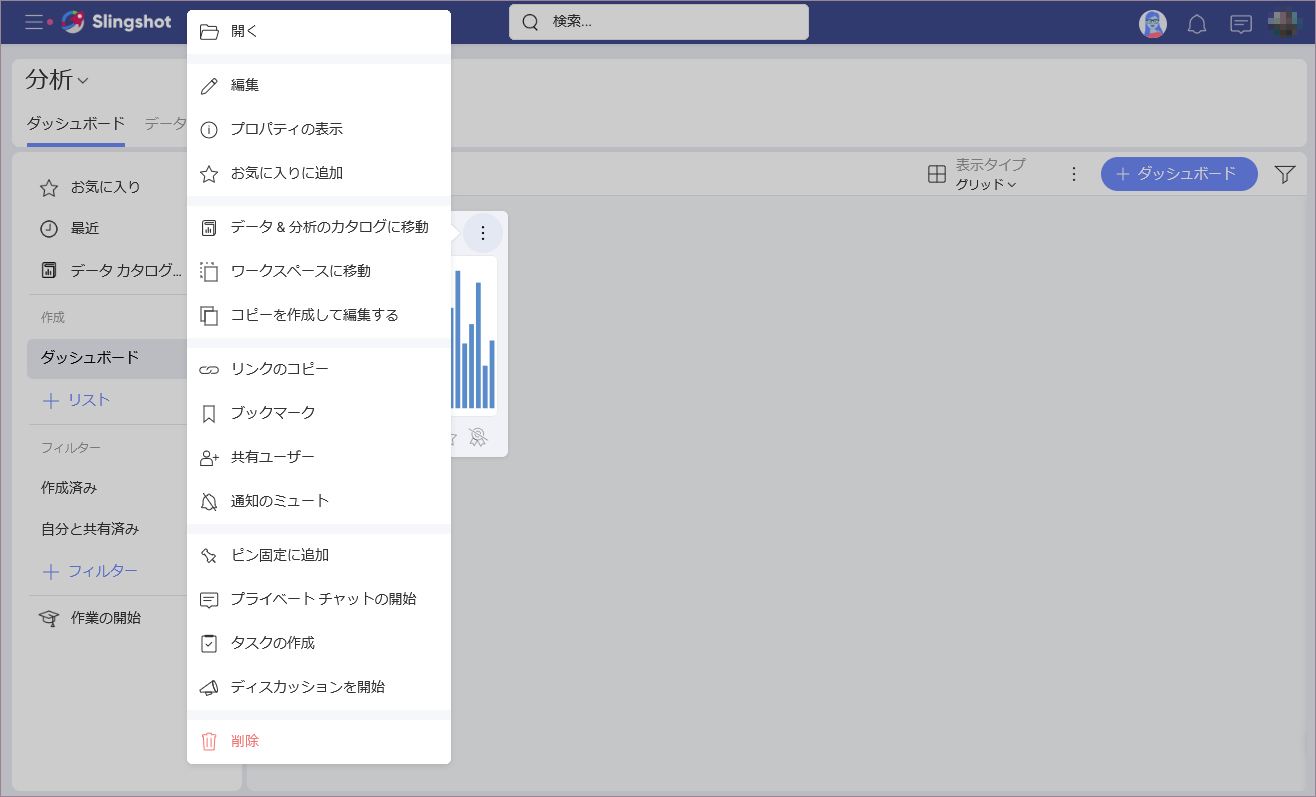 Slingshot
検索...
分析
ダッシュボード
データ
お気に入り
最近
データ カタログ...
作成
ダッシュボード
リスト
フィルター
作成済み
自分と共有済み
フィルター
作業の開始
開く
編集
プロパティの表示
お気に入りに追加
データ & 分析のカタログに移動
ワークスペースに移動
コピーを作成して編集する
リンクのコピー
ブックマーク
共有ユーザー
通知のミュート
ピン固定に追加
プライベート チャットの開始
タスクの作成
ディスカッションを開始
削除
表示タイプ
グリッド
ダッシュボード